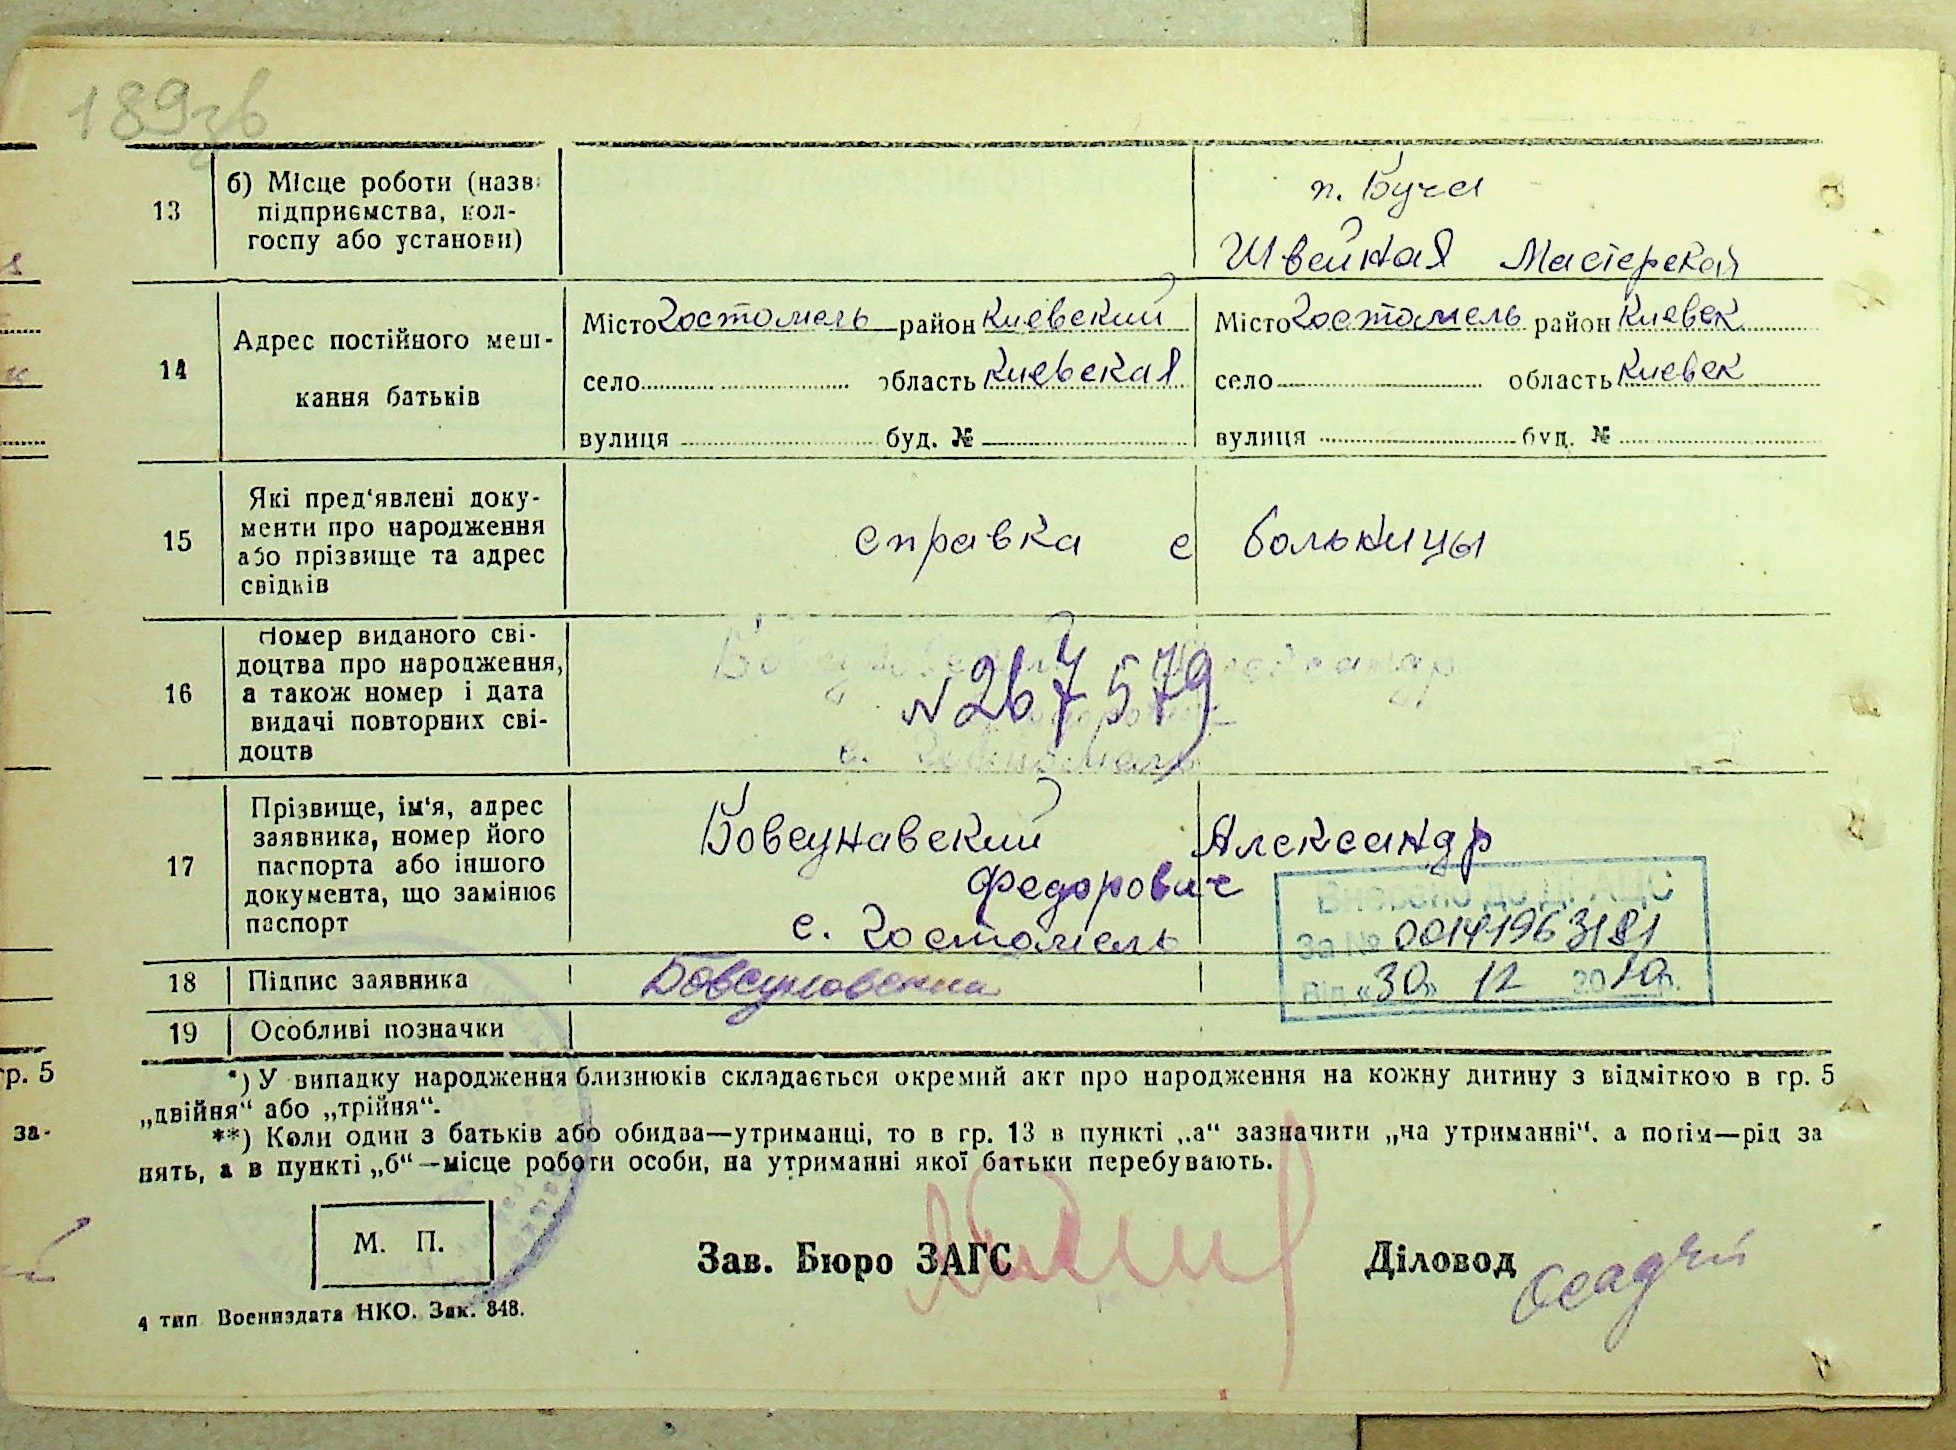 189зв
13
б) Місце роботи (назв
підприємства, кол-
госпу або установи)
п. Буча
Швейная Мастерская
14
Адрес постійного меш-
кання батьків
Місто Гостомель район Киевский
село область Киевская
вулиця буд. №
Місто Гостомель район Киевск
село область Киевск
вулиця буд. №
15
Які пред'явлені доку-
менти про народження
або прізвище та адрес
свідків
справка с больницы
16
Номер виданого сві-
доцтва про народження,
а також номер і дата
видачі повторних сві-
доцтв
№ 267579
17
Прізвище, ім'я, адрес
заявника, номер його
паспорта або іншого
документа, що замінює
паспорт
Бовсунавский Александр
Федорович
с. Гостомель
Внесено до ДРАЦС
За № 00141963181
Від «30» 12 2010р.
18
Підпис заявника
19
Особливі позначки
*) У випадку народження близнюків складається окремий акт про народження на кожну дитину з відміткою в гр. 5
„двійня“ або „трійня“.
**) Коли один з батьків або обидва—утриманці, то в гр. 13 в пункті „а“ зазначити „на утриманні“. а потім—рід за
нять, а в пункті „б“—місце роботи особи, на утриманні якої батьки перебувають.
М. П.
Зав. Бюро ЗАГС
Діловод
4 тип Воениздата НКО. Зак. 848.
гр. 5
за-